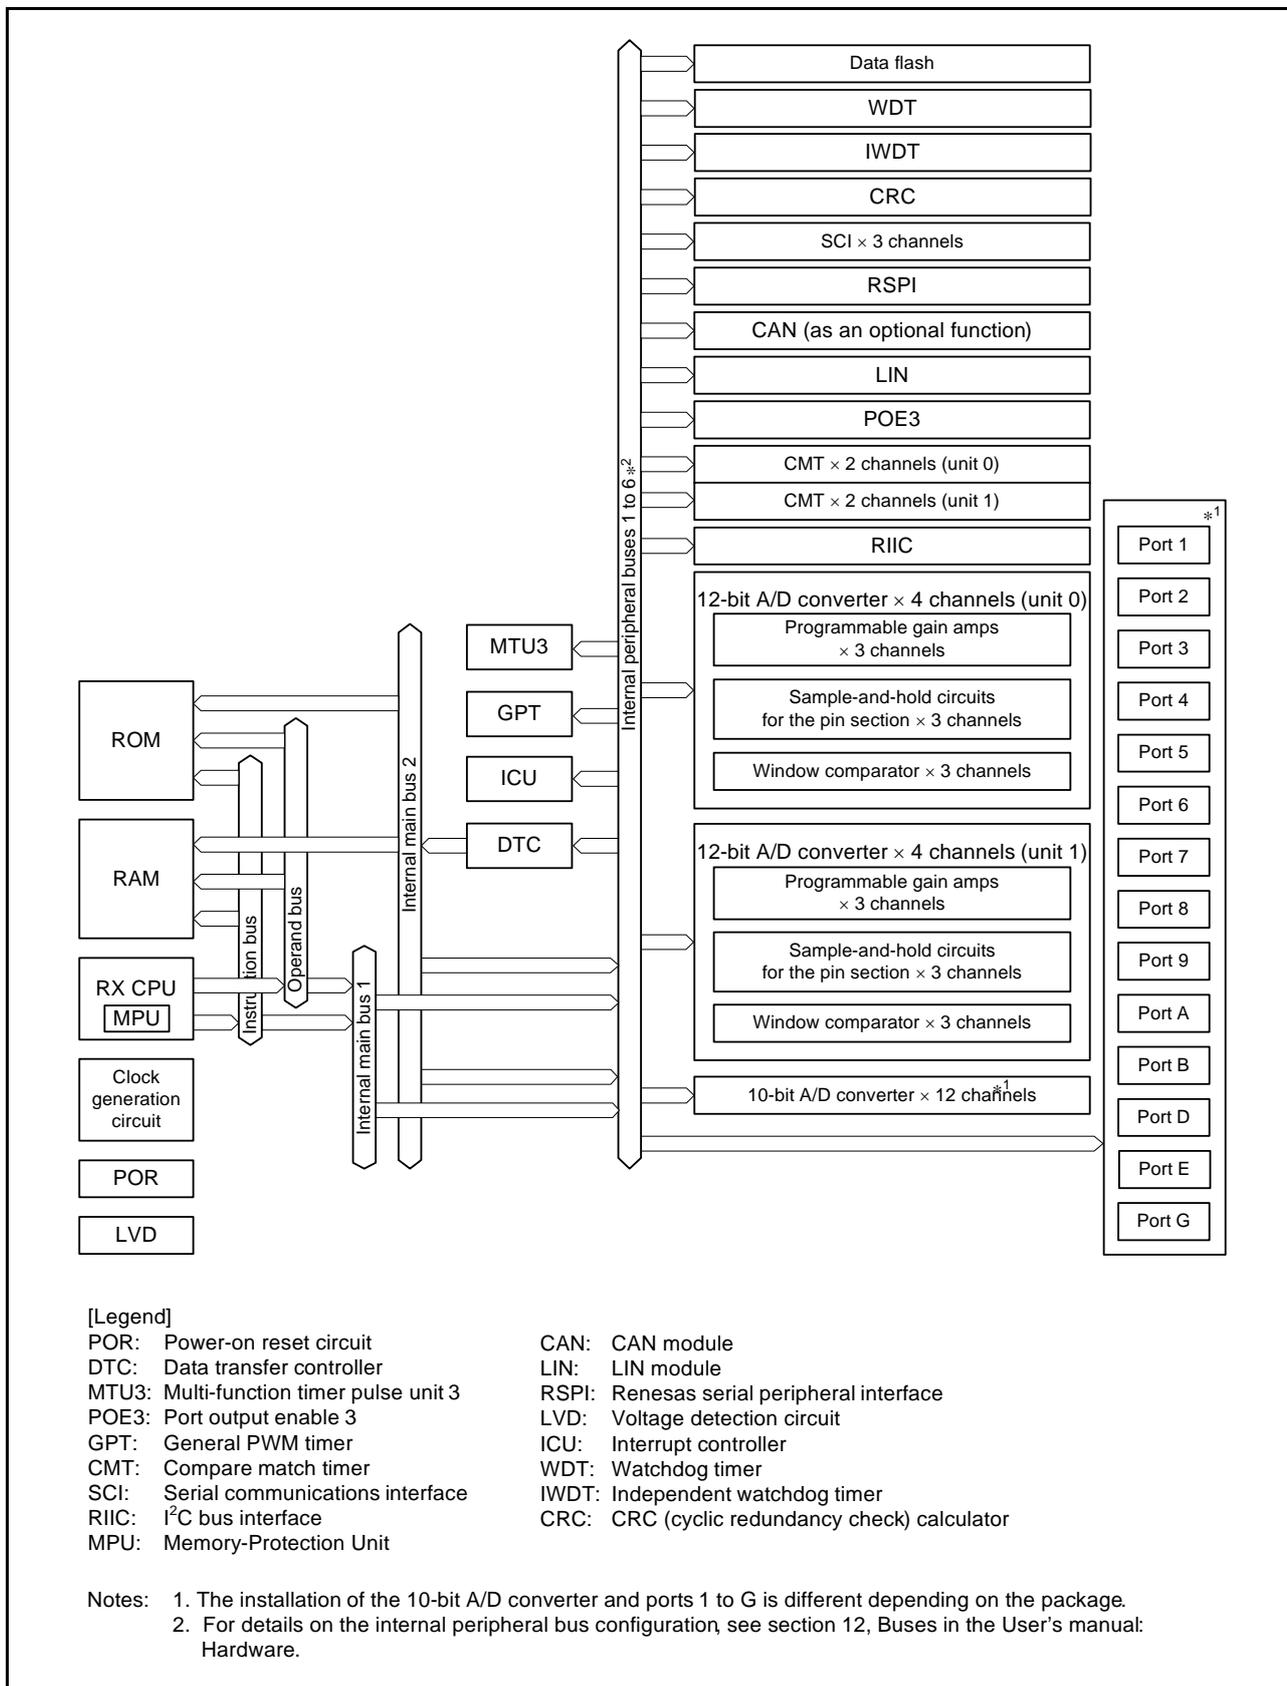 Data flash
WDT
IWDT
CRC
SCI × 3 channels
RSPI
CAN (as an optional function)
LIN
POE3
CMT × 2 channels (unit 0)
CMT × 2 channels (unit 1)
RIIC
12-bit A/D converter × 4 channels (unit 0)
Programmable gain amps
× 3 channels
Sample-and-hold circuits
for the pin section × 3 channels
Window comparator × 3 channels
12-bit A/D converter × 4 channels (unit 1)
Programmable gain amps
× 3 channels
Sample-and-hold circuits
for the pin section × 3 channels
Window comparator × 3 channels
10-bit A/D converter × 12 channels *1
*1
Port 1
Port 2
Port 3
Port 4
Port 5
Port 6
Port 7
Port 8
Port 9
Port A
Port B
Port D
Port E
Port G
Internal peripheral buses 1 to 6 *2
MTU3
GPT
ICU
DTC
Internal main bus 2
Internal main bus 1
Operand bus
Instruction bus
ROM
RAM
RX CPU
MPU
Clock
generation
circuit
POR
LVD
[Legend]
POR: Power-on reset circuit
DTC: Data transfer controller
MTU3: Multi-function timer pulse unit 3
POE3: Port output enable 3
GPT: General PWM timer
CMT: Compare match timer
SCI: Serial communications interface
RIIC: I²C bus interface
MPU: Memory-Protection Unit
CAN: CAN module
LIN: LIN module
RSPI: Renesas serial peripheral interface
LVD: Voltage detection circuit
ICU: Interrupt controller
WDT: Watchdog timer
IWDT: Independent watchdog timer
CRC: CRC (cyclic redundancy check) calculator
Notes: 1. The installation of the 10-bit A/D converter and ports 1 to G is different depending on the package.
2. For details on the internal peripheral bus configuration, see section 12, Buses in the User's manual:
Hardware.